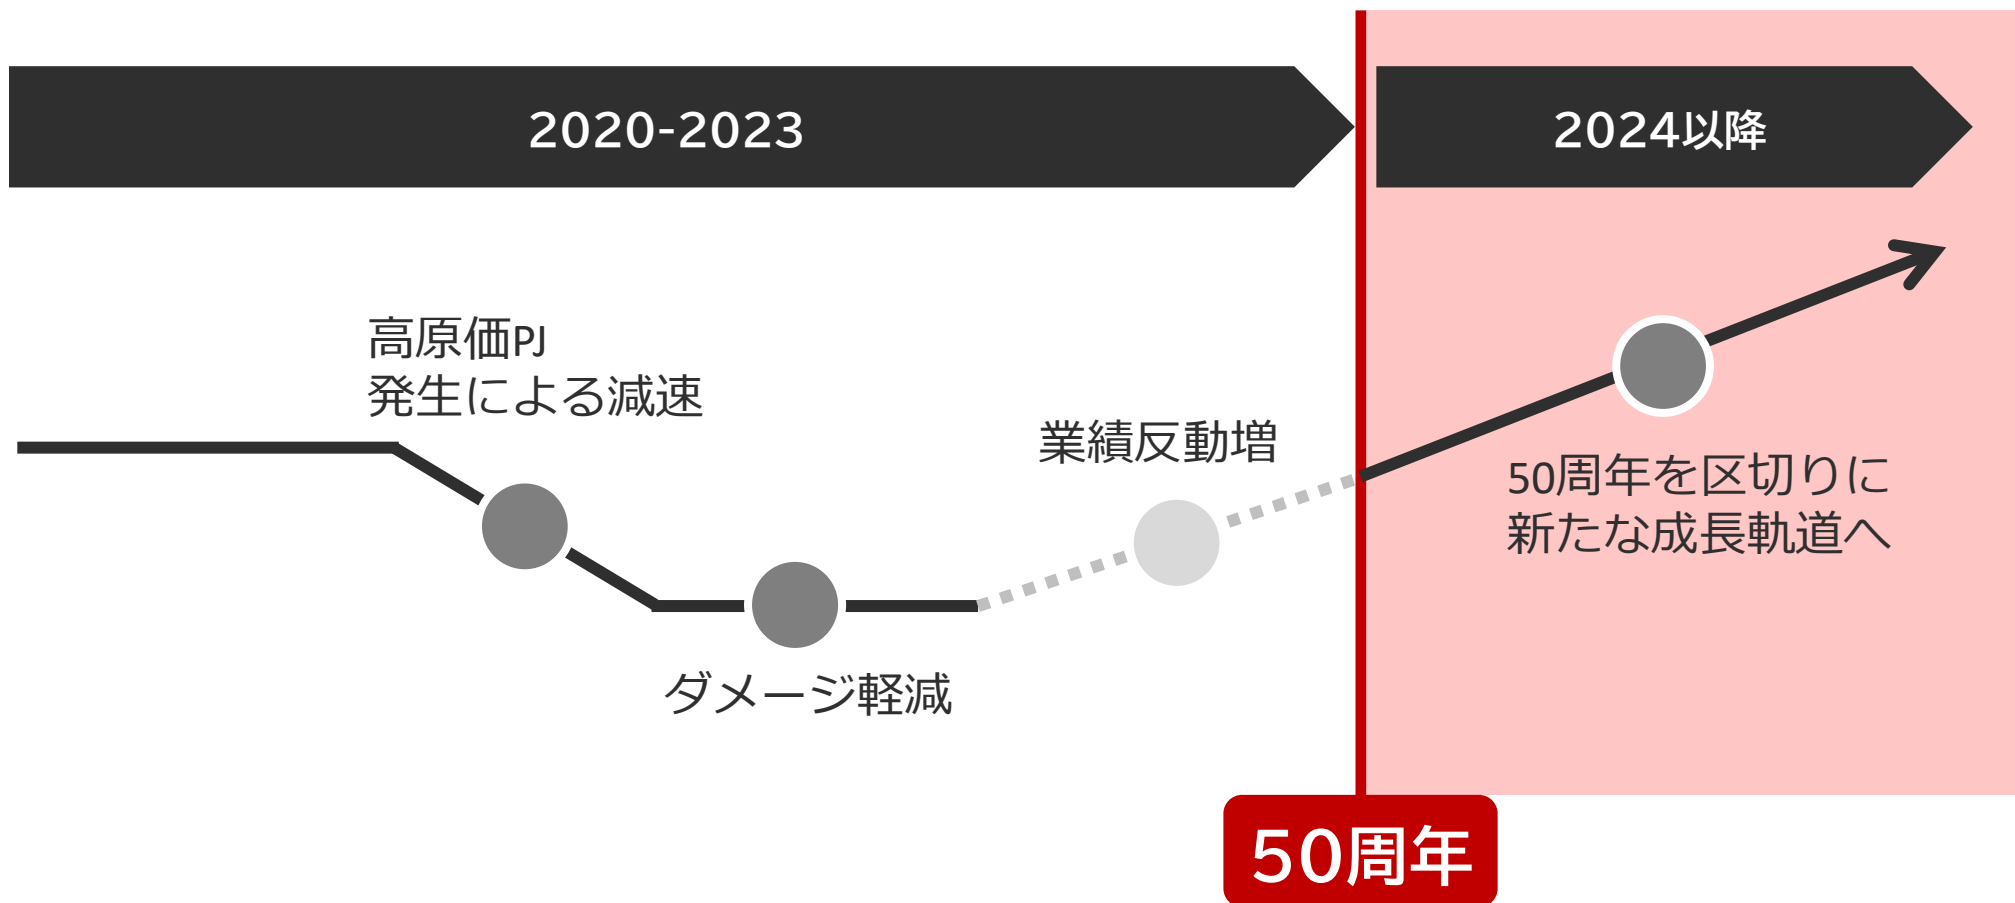 2020-2023
2024以降
高原価PJ
発生による減速
業績反動増
50周年を区切りに
新たな成長軌道へ
ダメージ軽減
50周年